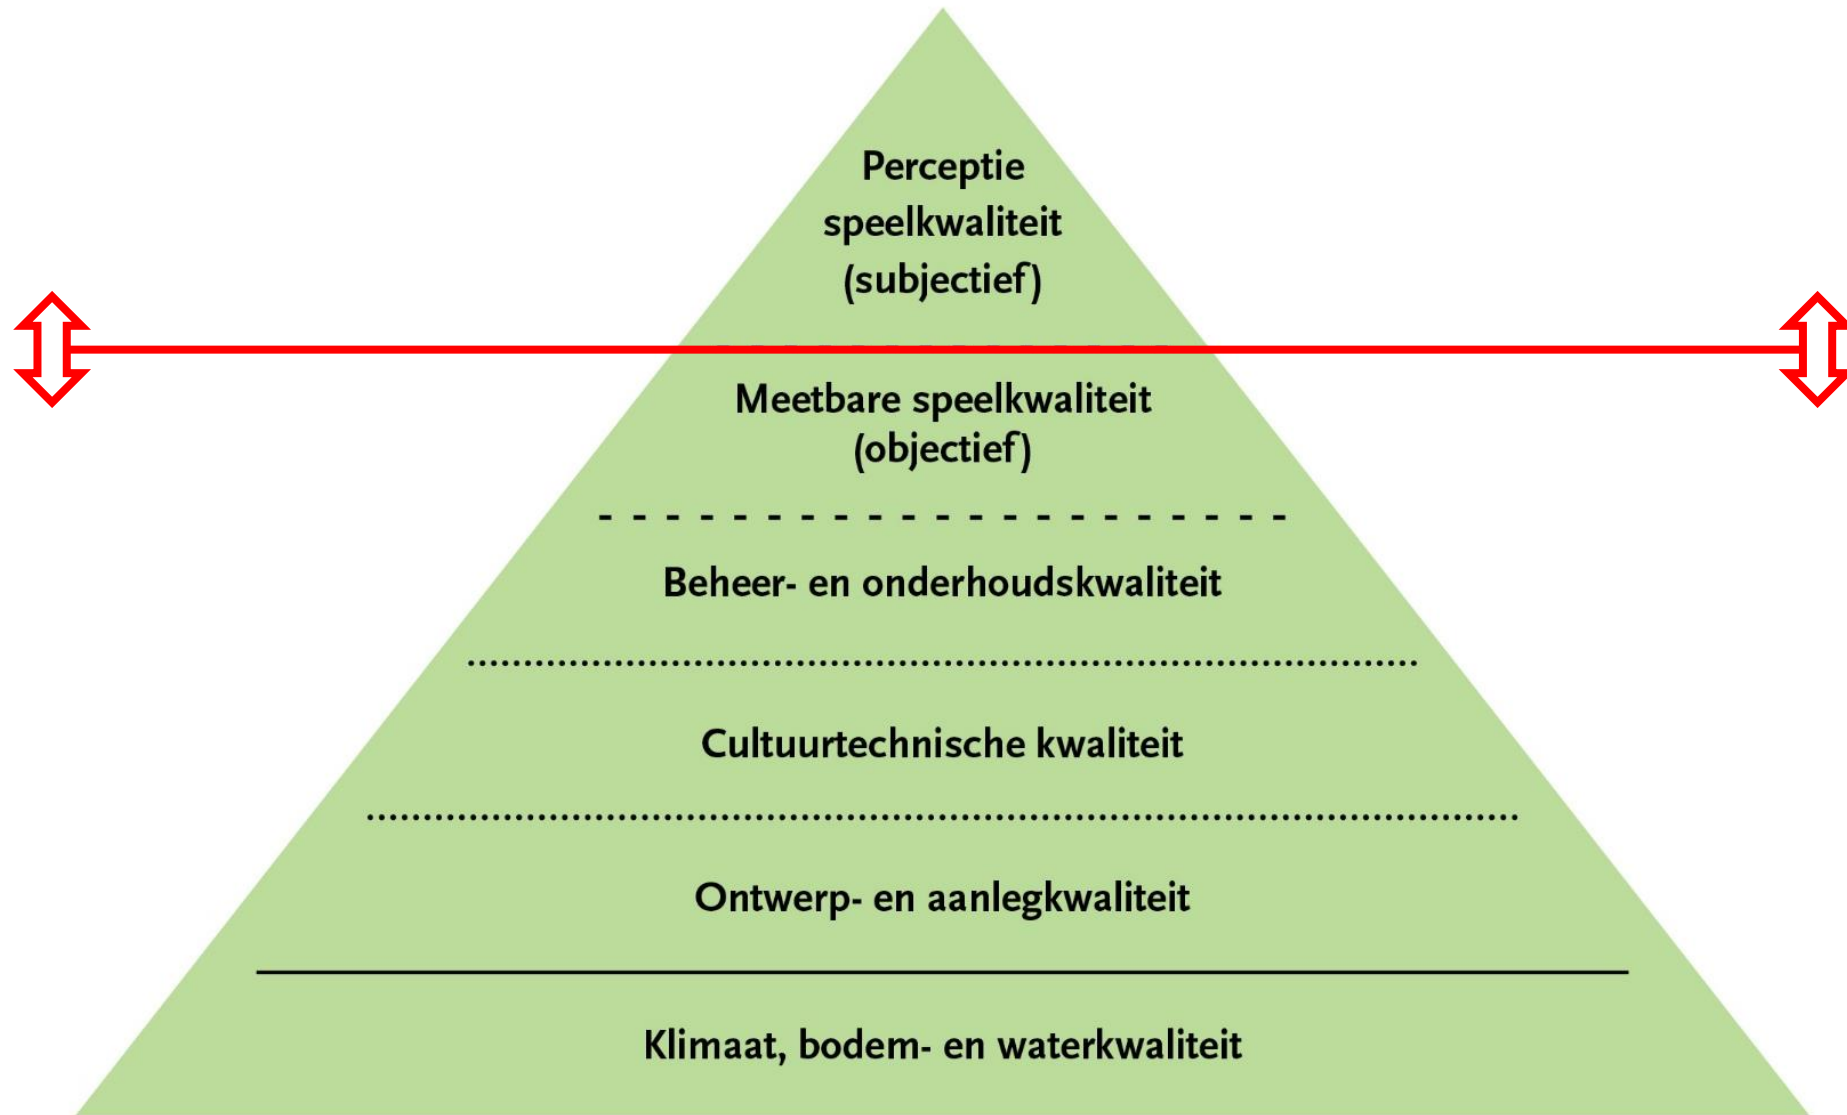 Perceptie
speelkwaliteit
(subjectief)
Meetbare speelkwaliteit
(objectief)
Beheer- en onderhoudskwaliteit
Cultuurtechnische kwaliteit
Ontwerp- en aanlegkwaliteit
Klimaat, bodem- en waterkwaliteit